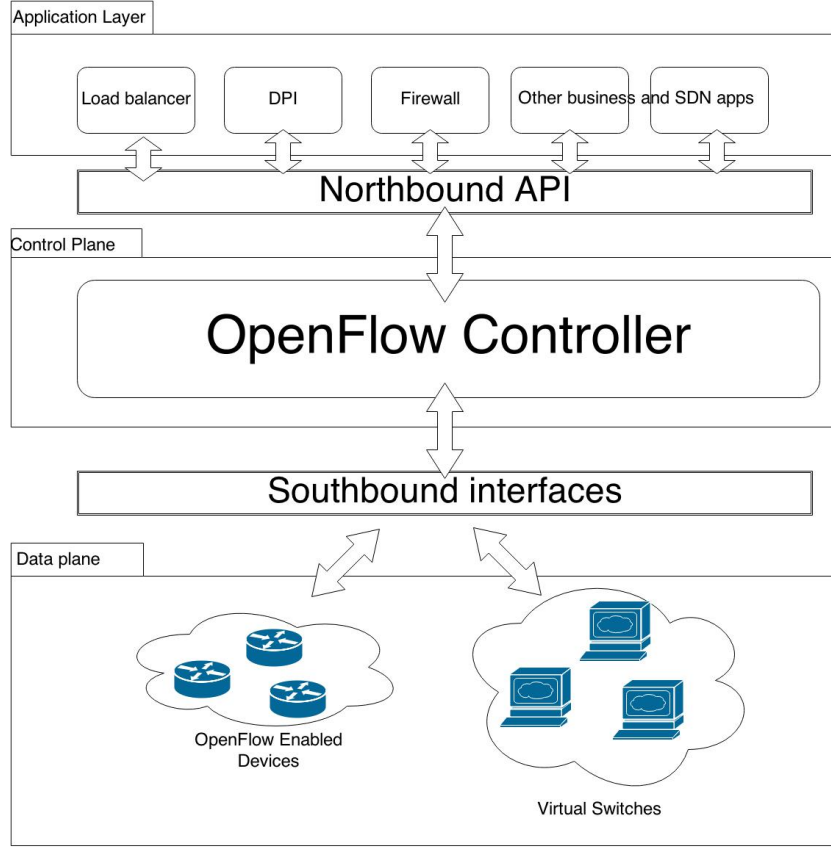 Application Layer
Load balancer
DPI
Firewall
Other business and SDN apps
Northbound API
Control Plane
OpenFlow Controller
Southbound interfaces
Data plane
OpenFlow Enabled
Devices
Virtual Switches